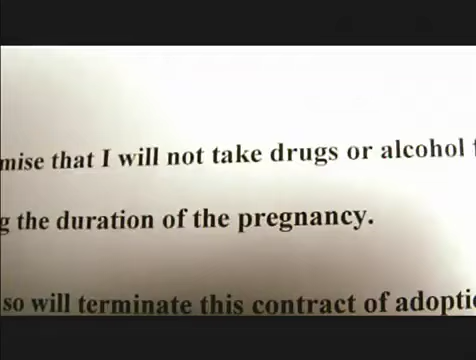 mise that I will not take drugs or alcohol
g the duration of the pregnancy.
so will terminate this contract of adoptio